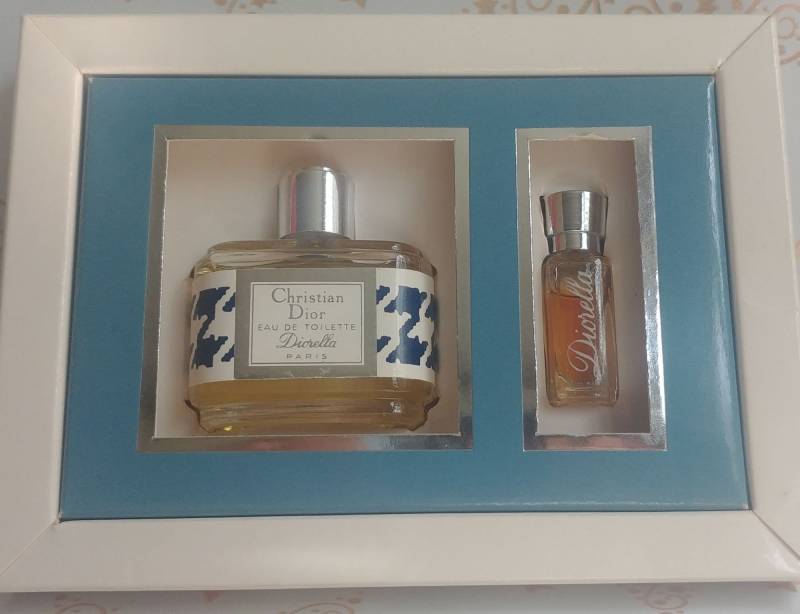 Christian
Dior
EAU DE TOILETTE
Diorella
PARIS
Diorella